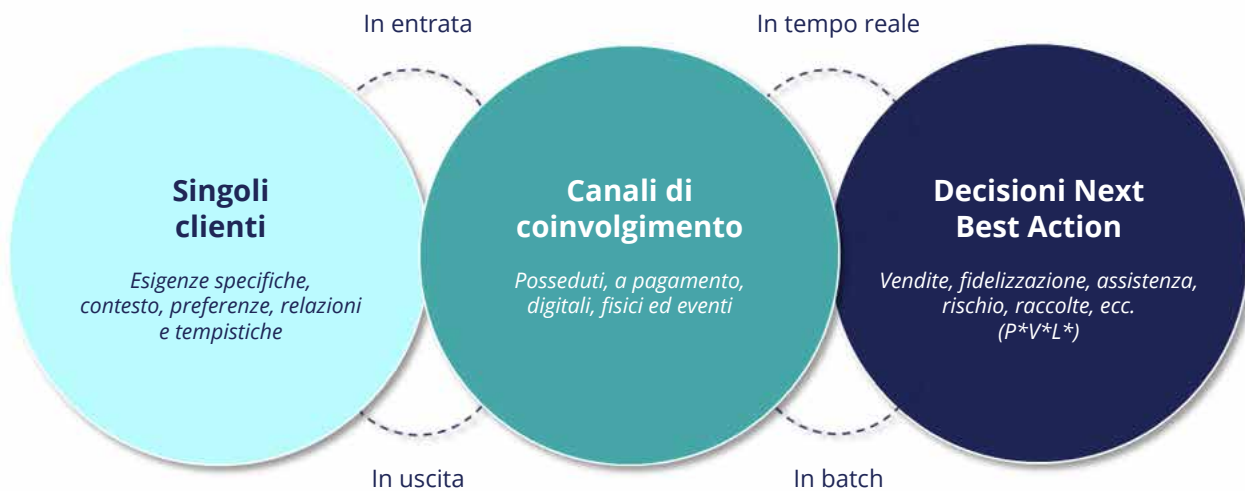 In entrata
In tempo reale
Singoli
clienti
Esigenze specifiche,
contesto, preferenze, relazioni
e tempistiche
Canali di
coinvolgimento
Posseduti, a pagamento,
digitali, fisici ed eventi
Decisioni Next
Best Action
Vendite, fidelizzazione, assistenza,
rischio, raccolte, ecc.
(P*V*L*)
In uscita
In batch